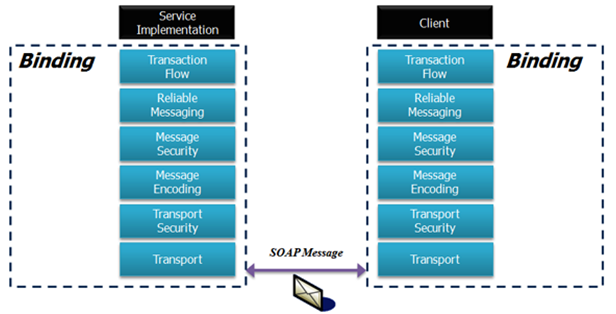 Service
Implementation
Binding
Transaction
Flow
Reliable
Messaging
Message
Security
Message
Encoding
Transport
Security
Transport
SOAP Message
Client
Binding
Transaction
Flow
Reliable
Messaging
Message
Security
Message
Encoding
Transport
Security
Transport